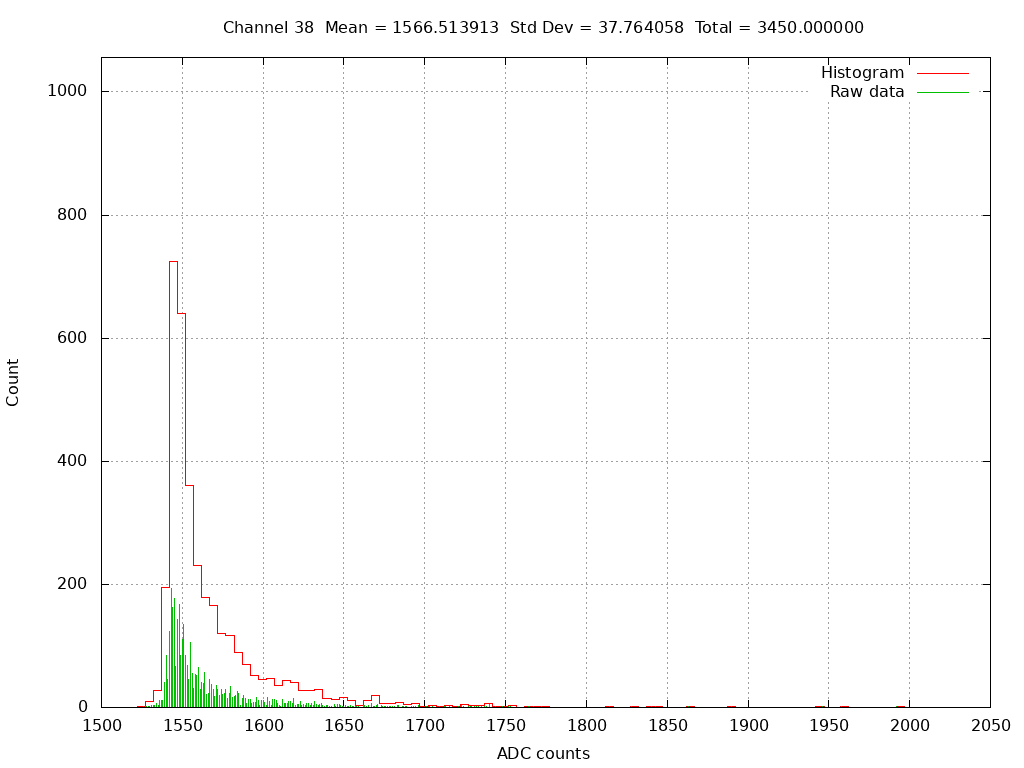 Channel 38  Mean = 1566.513913  Std Dev = 37.764058  Total = 3450.000000
Histogram
Raw data
1000
800
600
400
200
0
Count
1500 1550 1600 1650 1700 1750 1800 1850 1900 1950 2000 2050
ADC counts